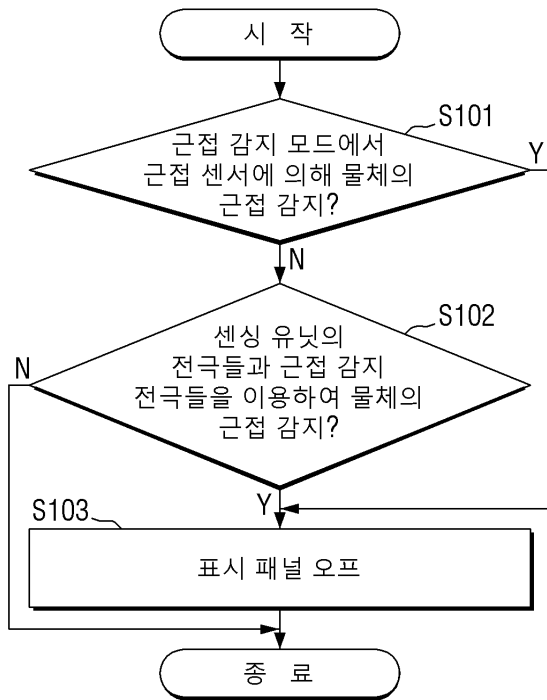 시 작
S101
근접 감지 모드에서
근접 센서에 의해 물체의
근접 감지?
Y
N
S102
센싱 유닛의
전극들과 근접 감지
전극들을 이용하여 물체의
근접 감지?
N
Y
S103
표시 패널 오프
종 료